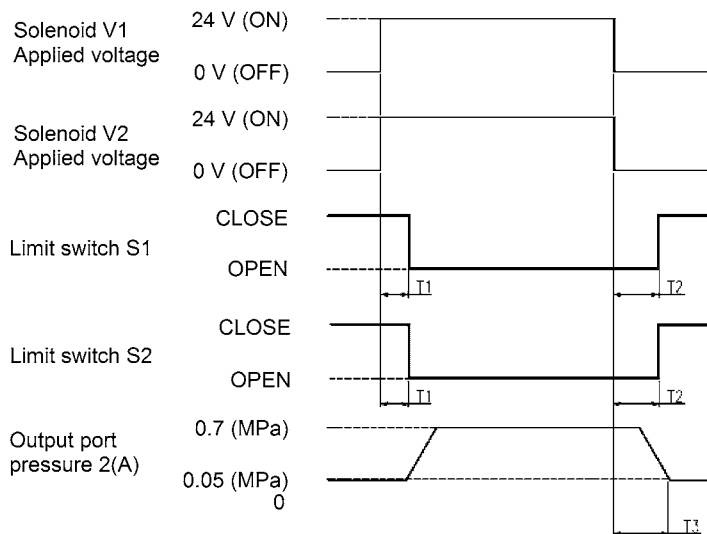 Solenoid V1
Applied voltage
24 V (ON)
0 V (OFF)
Solenoid V2
Applied voltage
24 V (ON)
0 V (OFF)
Limit switch S1
CLOSE
OPEN
T1
T2
Limit switch S2
CLOSE
OPEN
T1
T2
Output port
pressure 2(A)
0.7 (MPa)
0.05 (MPa)
0
T3